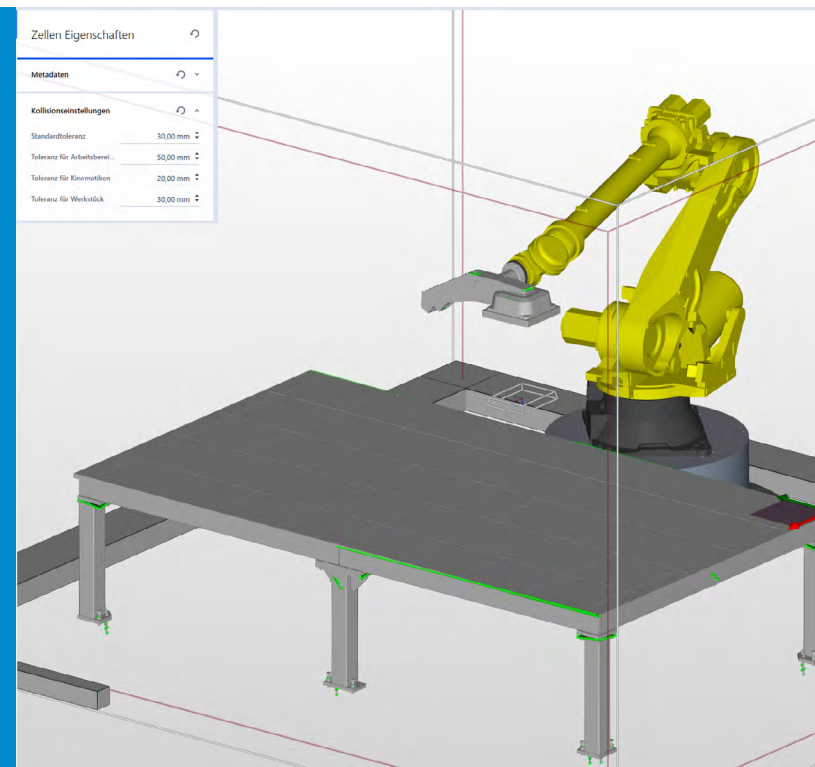 Zellen Eigenschaften
Metadaten
Kollisionseinstellungen
Standardtoleranz 30,00 mm
Toleranz für Arbeitsberei... 50,00 mm
Toleranz für Kinematiken 20,00 mm
Toleranz für Werkstück 30,00 mm